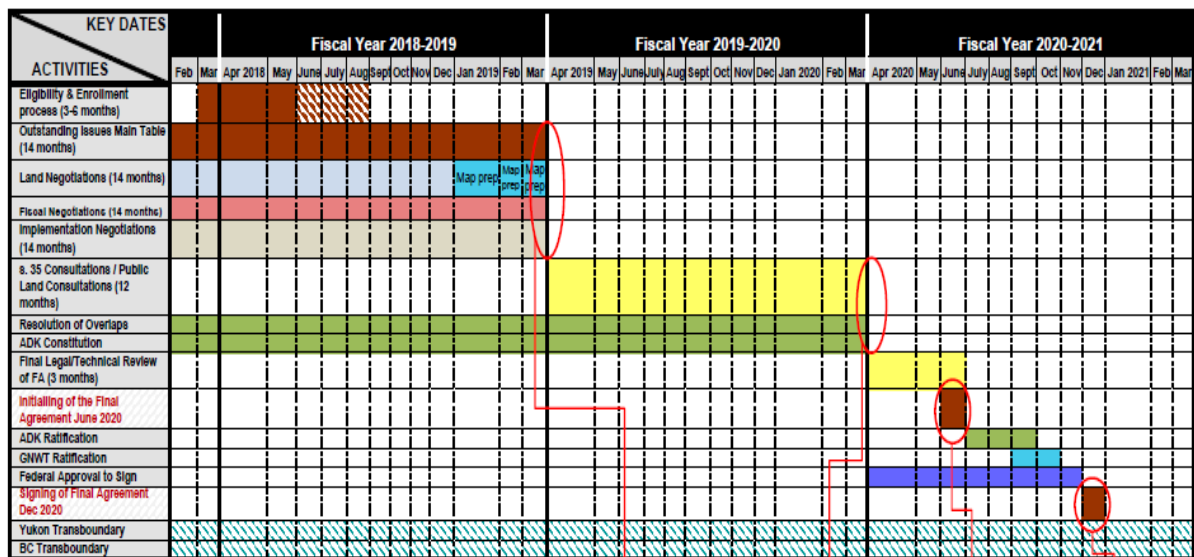 KEY DATES
ACTIVITIES
Fiscal Year 2018-2019
Fiscal Year 2019-2020
Fiscal Year 2020-2021
Feb Mar Apr 2018 May June July Aug Sept Oct Nov Dec Jan 2019 Feb Mar Apr 2019 May June July Aug Sept Oct Nov Dec Jan 2020 Feb Mar Apr 2020 May June July Aug Sept Oct Nov Dec Jan 2021 Feb Mar
Eligibility & Enrollment
process (3-6 months)
Outstanding Issues Main Table
(14 months)
Land Negotiations (14 months)
Map prep
Map
prep
Map
prep
Fiscal Negotiations (14 months)
Implementation Negotiations
(14 months)
s. 35 Consultations / Public
Land Consultations (12
months)
Resolution of Overlaps
ADK Constitution
Final Legal/Technical Review
of FA (3 months)
Initialling of the Final
Agreement June 2020
ADK Ratification
GNWT Ratification
Federal Approval to Sign
Signing of Final Agreement
Dec 2020
Yukon Transboundary
BC Transboundary